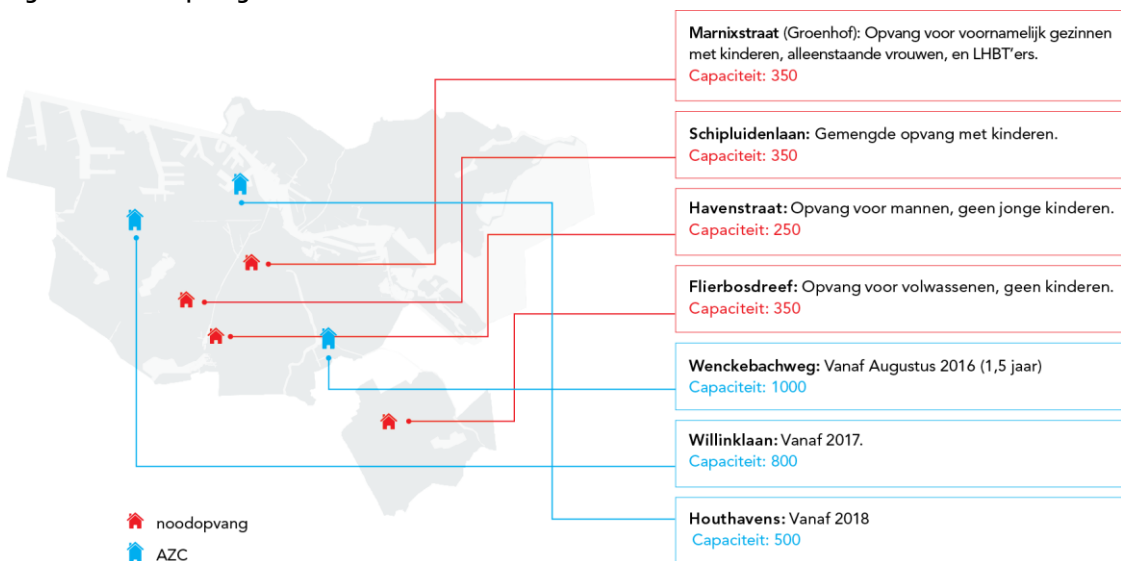 Marnixstraat (Groenhof): Opvang voor voornamelijk gezinnen
met kinderen, alleenstaande vrouwen, en LHBT'ers.
Capaciteit: 350
Schipluidenlaan: Gemengde opvang met kinderen.
Capaciteit: 350
Havenstraat: Opvang voor mannen, geen jonge kinderen.
Capaciteit: 250
Flierbosdreef: Opvang voor volwassenen, geen kinderen.
Capaciteit: 350
Wenckebachweg: Vanaf Augustus 2016 (1,5 jaar)
Capaciteit: 1000
Willinklaan: Vanaf 2017.
Capaciteit: 800
Houthavens: Vanaf 2018
Capaciteit: 500
noodopvang
AZC